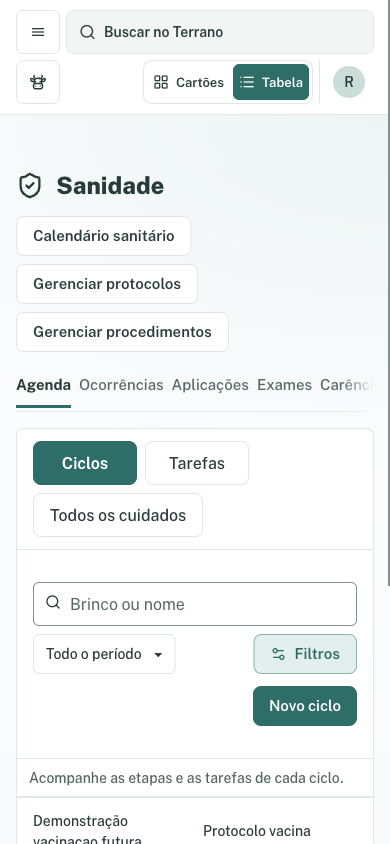 Buscar no Terrano
Cartões
Tabela
R
Sanidade
Calendário sanitário
Gerenciar protocolos
Gerenciar procedimentos
Agenda Ocorrências Aplicações Exames
Ciclos
Tarefas
Todos os cuidados
Brinco ou nome
Todo o período
Filtros
Novo ciclo
Acompanhe as etapas e as tarefas de cada ciclo.
Demonstração
vacinacao futura
Protocolo vacina